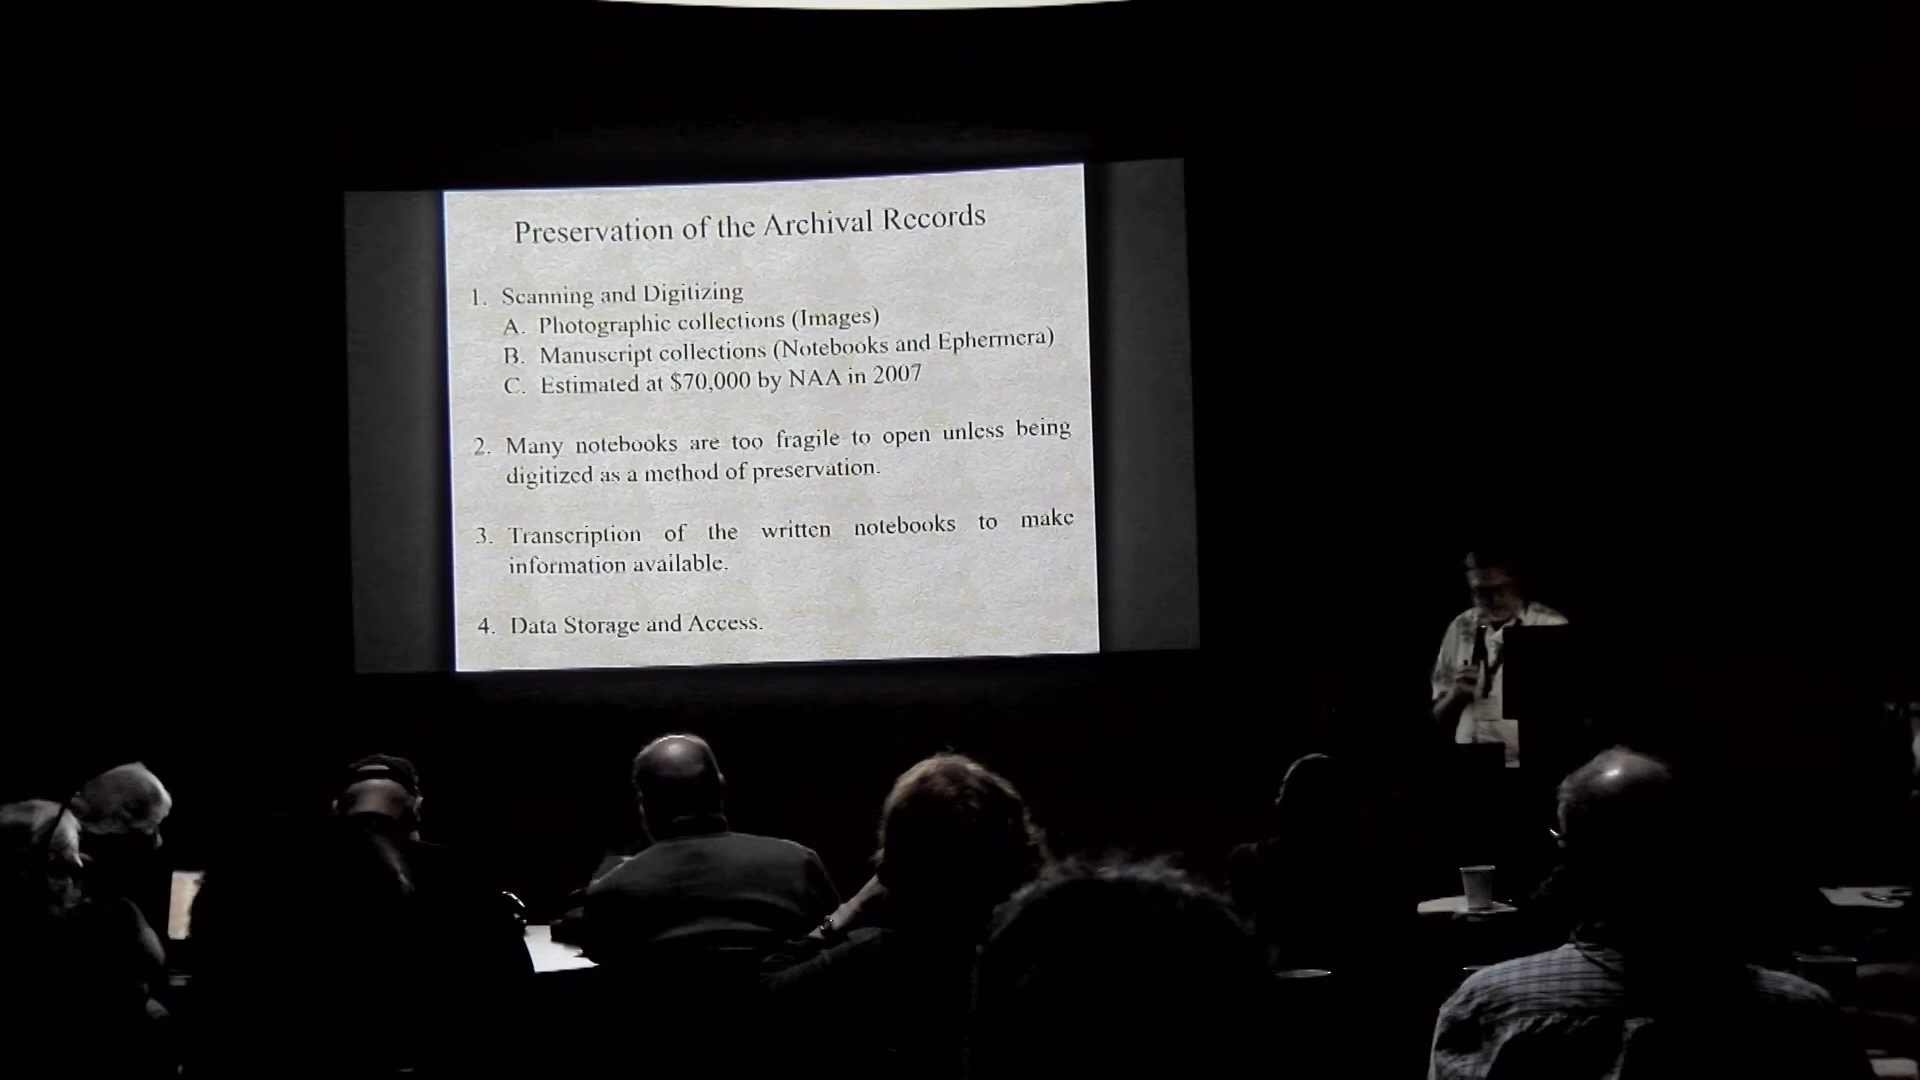 Preservation of the Archival Records
1. Scanning and Digitizing
A. Photographic collections (Images)
B. Manuscript collections (Notebooks and Ephermera)
C. Estimated at $70,000 by NAA in 2007
2. Many notebooks are too fragile to open unless being
digitized as a method of preservation.
3. Transcription of the written notebooks to make
information available.
4. Data Storage and Access.